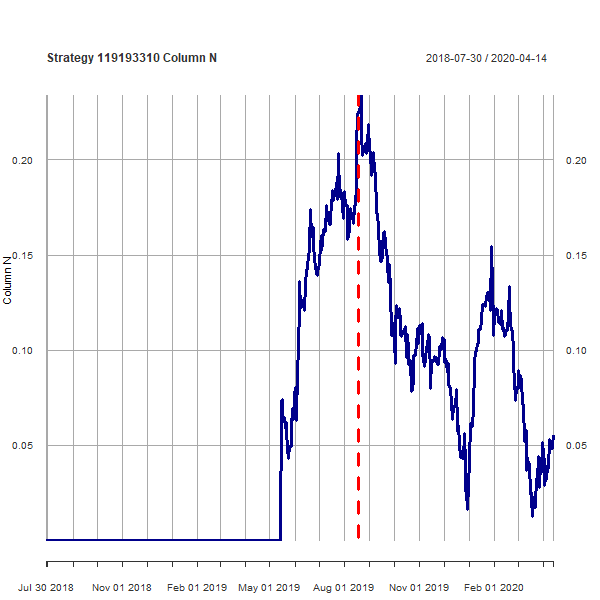 Strategy 119193310 Column N
2018-07-30 / 2020-04-14
Column N
0.20
0.15
0.10
0.05
0.20
0.15
0.10
0.05
Jul 30 2018
Nov 01 2018
Feb 01 2019
May 01 2019
Aug 01 2019
Nov 01 2019
Feb 01 2020